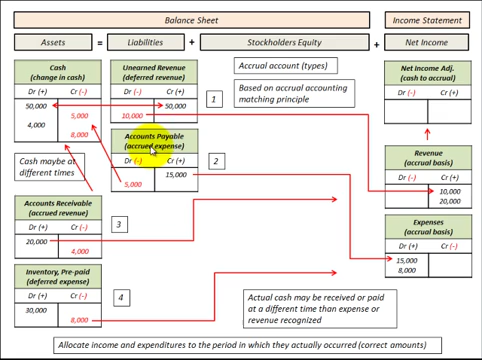 Balance Sheet
Income Statement
Assets = Liabilities + Stockholders Equity + Net Income
Cash
(change in cash)
Dr (+) Cr (-)
50,000
5,000
4,000
8,000
Unearned Revenue
(deferred revenue)
Dr (-) Cr (+)
50,000
10,000
1
Accrual account (types)
Based on accrual accounting
matching principle
Net Income Adj.
(cash to accrual)
Dr (+) Cr (+)
Accounts Payable
(accrued expense)
Dr (-) Cr (+)
15,000
5,000
2
Cash maybe at
different times
Revenue
(accrual basis)
Dr (-) Cr (+)
10,000
20,000
Accounts Receivable
(accrued revenue)
Dr (+) Cr (-)
20,000
4,000
3
Expenses
(accrual basis)
Dr (+) Cr (-)
15,000
8,000
Inventory, Pre-paid
(deferred expense)
Dr (+) Cr (-)
30,000
8,000
4
Actual cash may be received or paid
at a different time than expense or
revenue recognized
Allocate income and expenditures to the period in which they actually occurred (correct amounts)